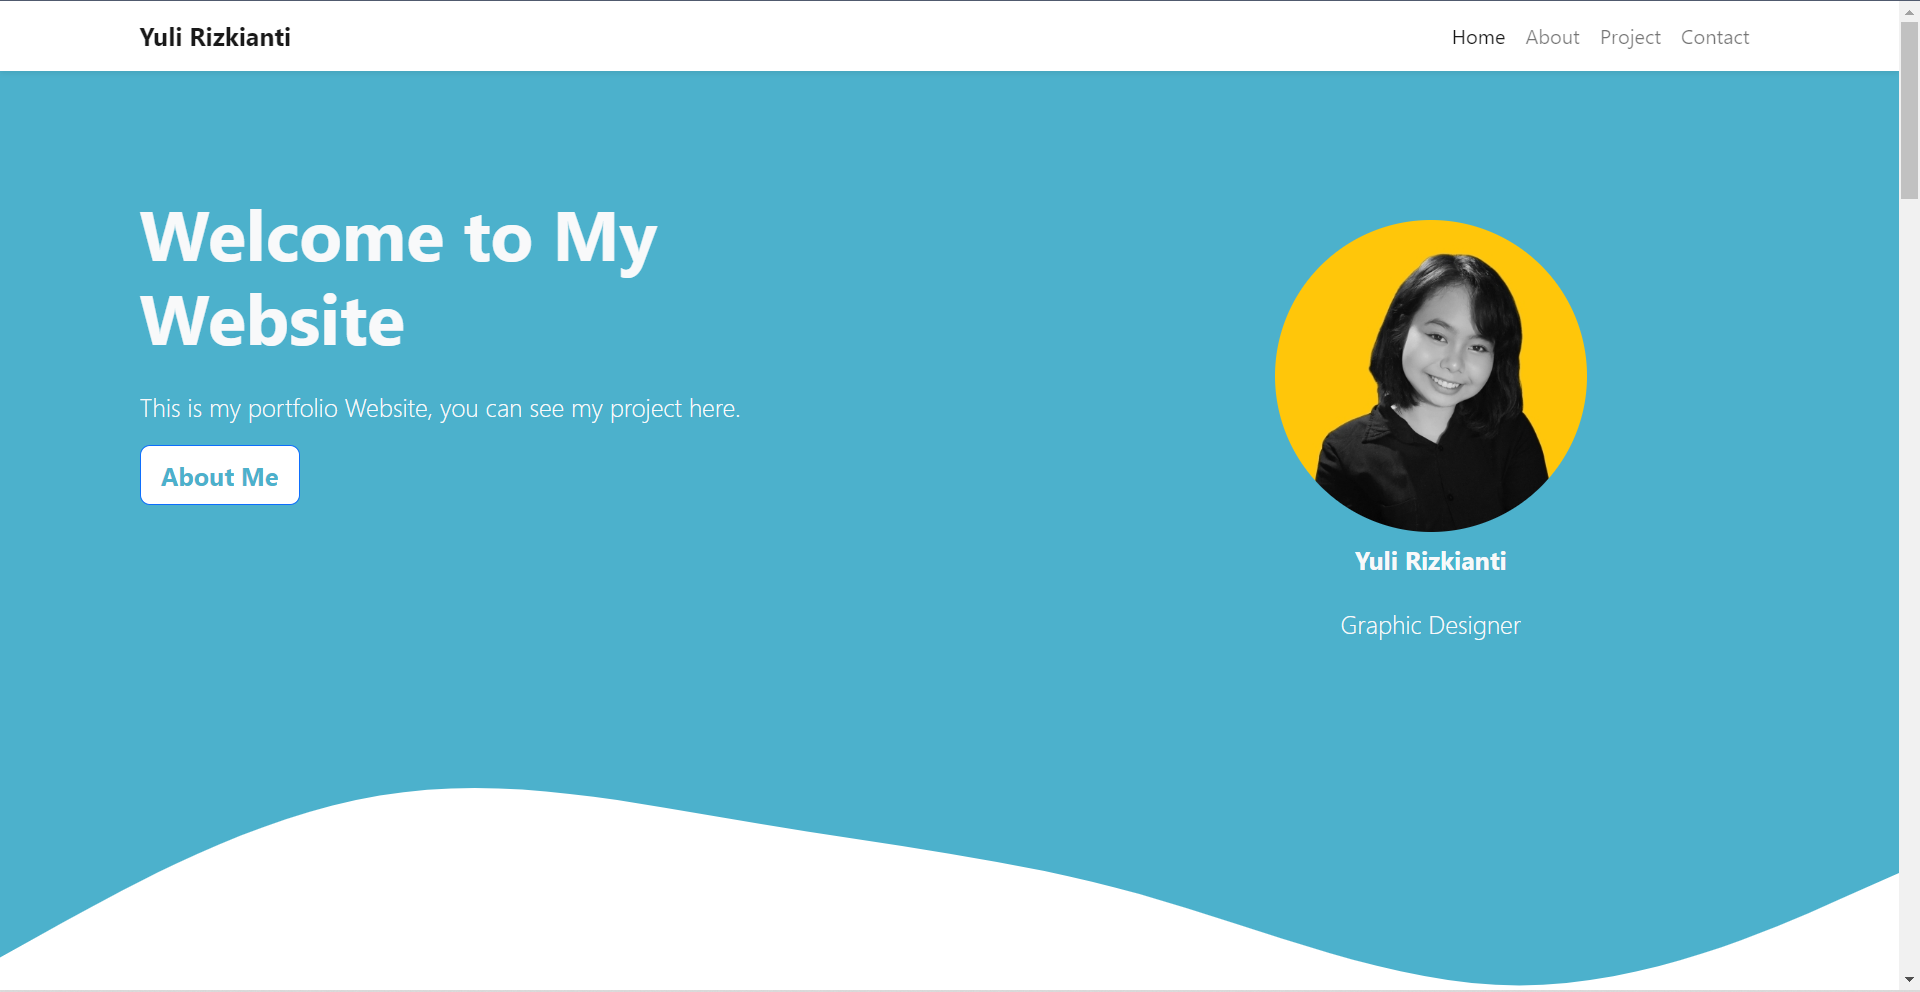 Yuli Rizkianti
Home About Project Contact
Welcome to My
Website
This is my portfolio Website, you can see my project here.
About Me
Yuli Rizkianti
Graphic Designer